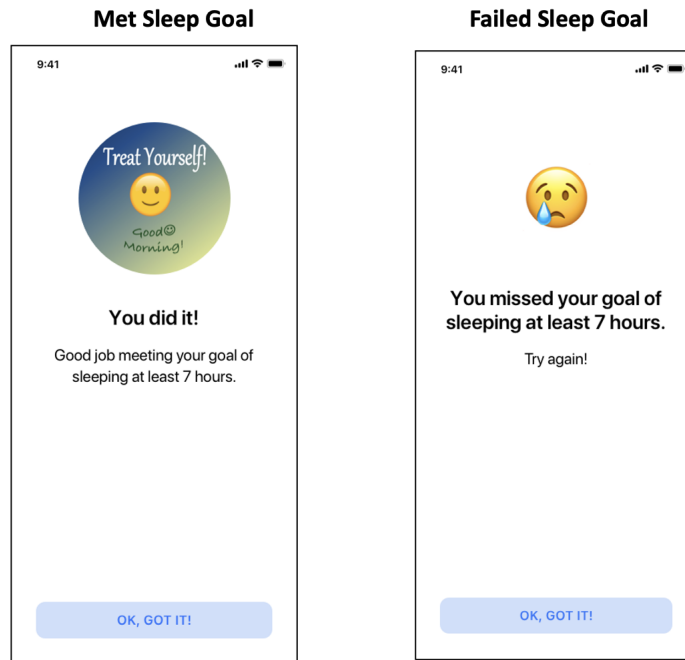 Met Sleep Goal
9:41
Treat Yourself!
Good☺
Morning!
You did it!
Good job meeting your goal of
sleeping at least 7 hours.
OK, GOT IT!
Failed Sleep Goal
9:41
You missed your goal of
sleeping at least 7 hours.
Try again!
OK, GOT IT!